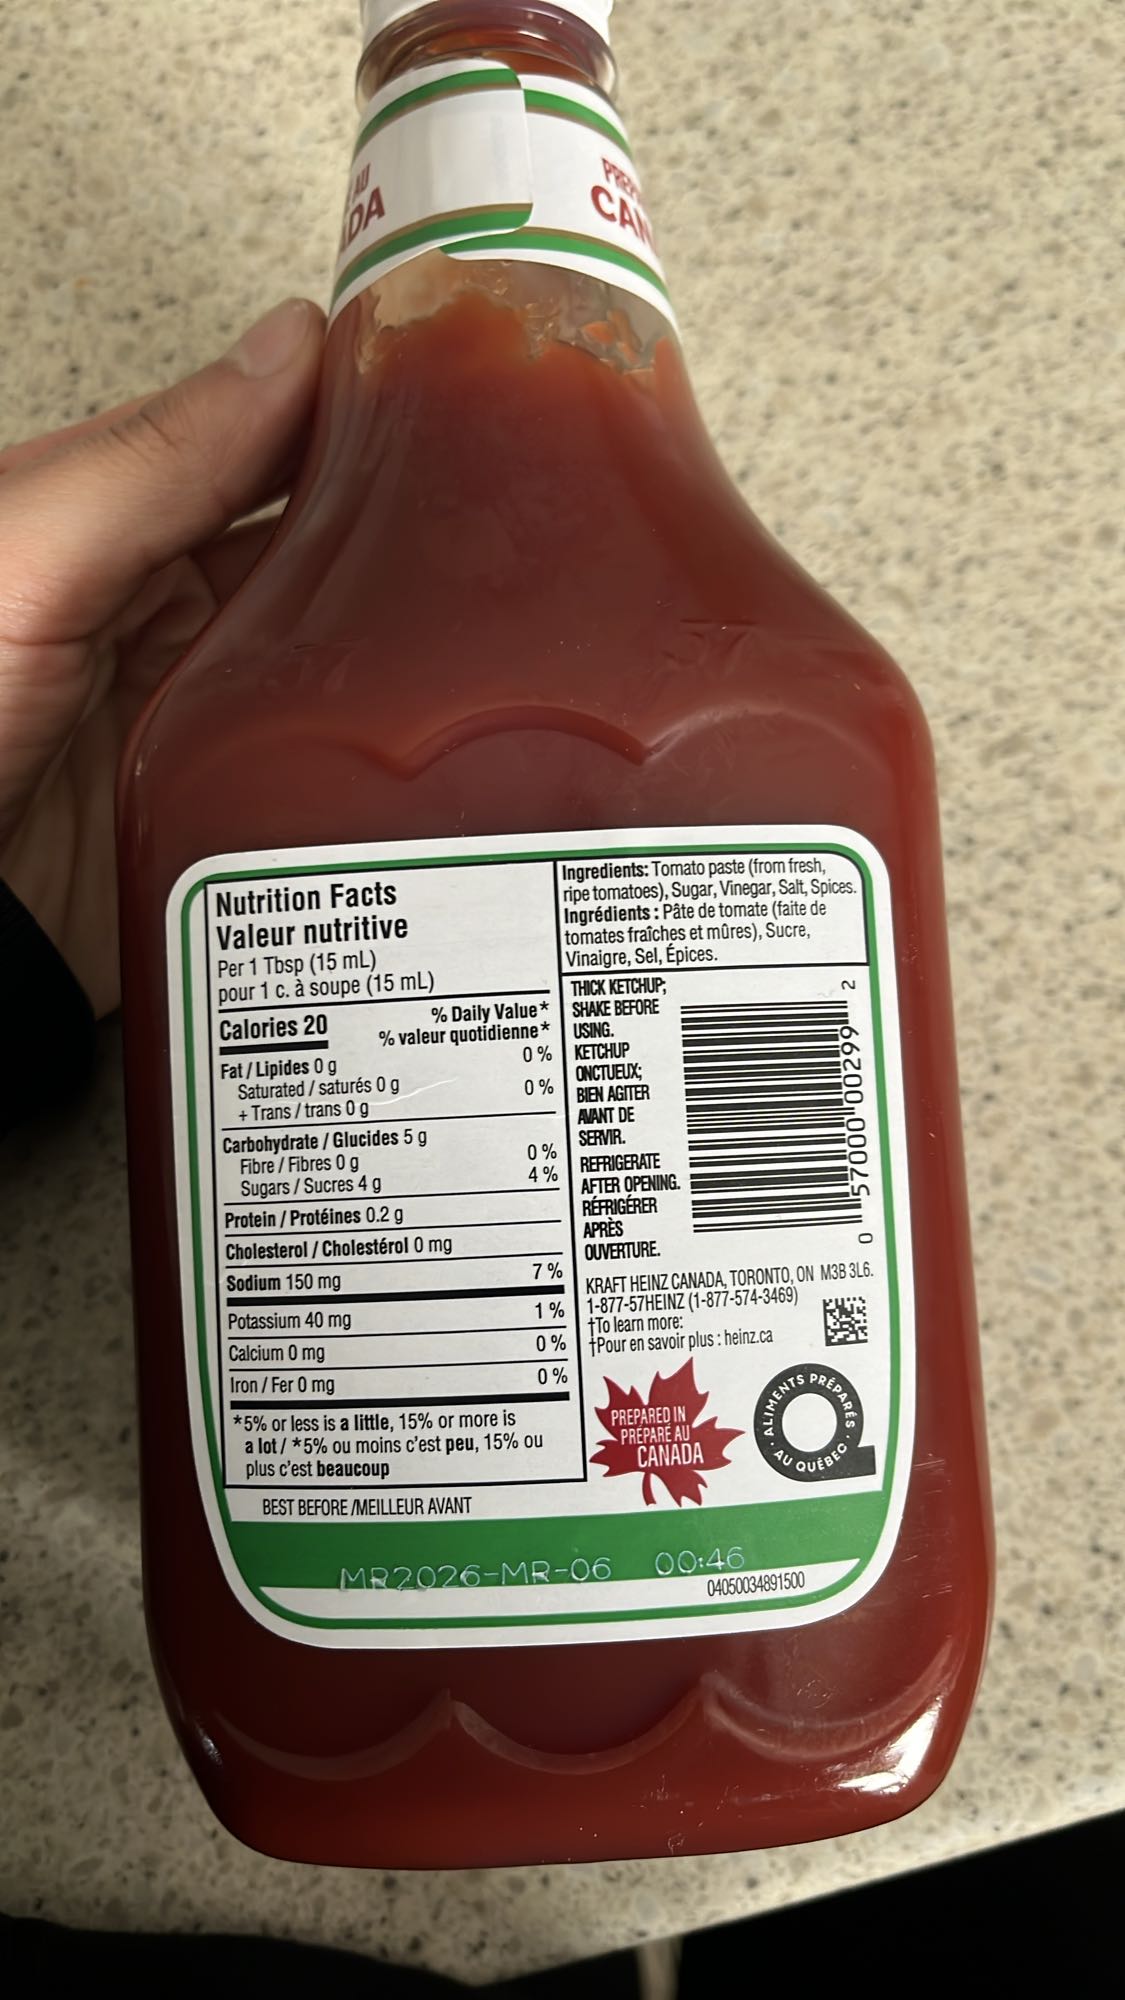 AU
DA
PREP
CAN
Nutrition Facts
Valeur nutritive
Per 1 Tbsp (15 mL)
pour 1 c. à soupe (15 mL)
Calories 20
% Daily Value*
% valeur quotidienne*
Fat / Lipides 0 g 0 %
Saturated / saturés 0 g
+ Trans / trans 0 g 0 %
Carbohydrate / Glucides 5 g
Fibre / Fibres 0 g 0 %
Sugars / Sucres 4 g 4 %
Protein / Protéines 0.2 g
Cholesterol / Cholestérol 0 mg
Sodium 150 mg 7 %
Potassium 40 mg 1 %
Calcium 0 mg 0 %
Iron / Fer 0 mg 0 %
*5% or less is a little, 15% or more is
a lot / *5% ou moins c'est peu, 15% ou
plus c'est beaucoup
Ingredients: Tomato paste (from fresh,
ripe tomatoes), Sugar, Vinegar, Salt, Spices.
Ingrédients : Pâte de tomate (faite de
tomates fraîches et mûres), Sucre,
Vinaigre, Sel, Épices.
THICK KETCHUP;
SHAKE BEFORE
USING.
KETCHUP
ONCTUEUX;
BIEN AGITER
AVANT DE
SERVIR.
REFRIGERATE
AFTER OPENING.
RÉFRIGÉRER
APRÈS
OUVERTURE.
0 57000 00299 2
KRAFT HEINZ CANADA, TORONTO, ON M3B 3L6.
1-877-57HEINZ (1-877-574-3469)
†To learn more:
†Pour en savoir plus : heinz.ca
PREPARED IN
PRÉPARÉ AU
CANADA
ALIMENTS PRÉPARÉS
AU QUÉBEC
BEST BEFORE /MEILLEUR AVANT
MR2026-MR-06 00:46
04050034891500